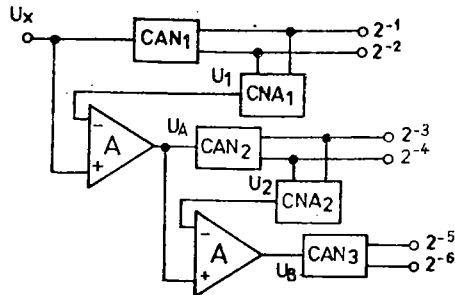 Ux
CAN1
2^-1
2^-2
U1
CNA1
-
A
+
UA
CAN2
2^-3
2^-4
U2
CNA2
-
A
+
UB
CAN3
2^-5
2^-6